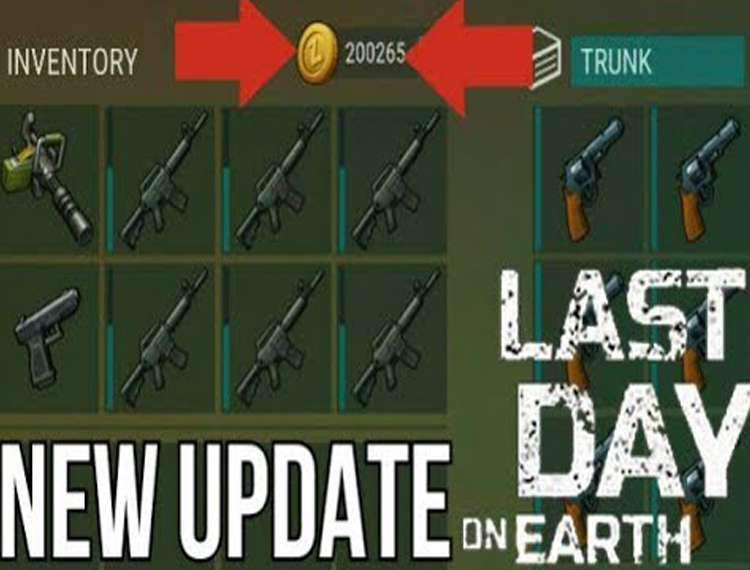 INVENTORY
200265
TRUNK
LAST
DAY
ON EARTH
NEW UPDATE